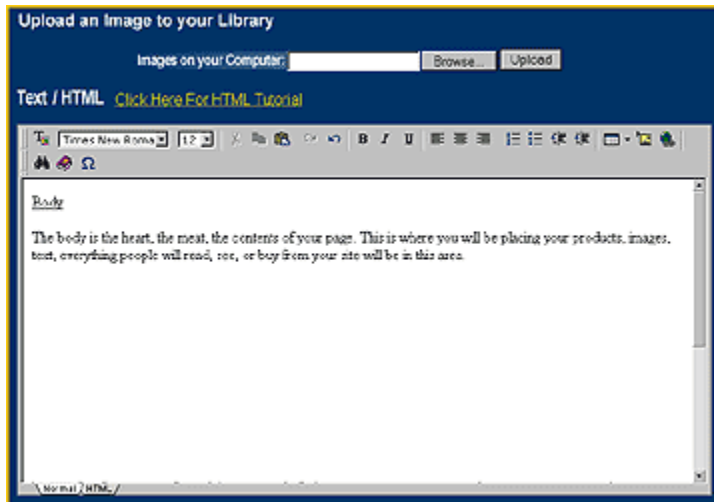 Upload an Image to your Library
Images on your Computer: Browse... Upload
Text / HTML Click Here For HTML Tutorial
Times New Roma 12 B I U
Ω
Body
The body is the heart, the meat, the contents of your page. This is where you will be placing your products, images,
text, everything people will read, see, or buy from your site will be in this area.
Normal HTML